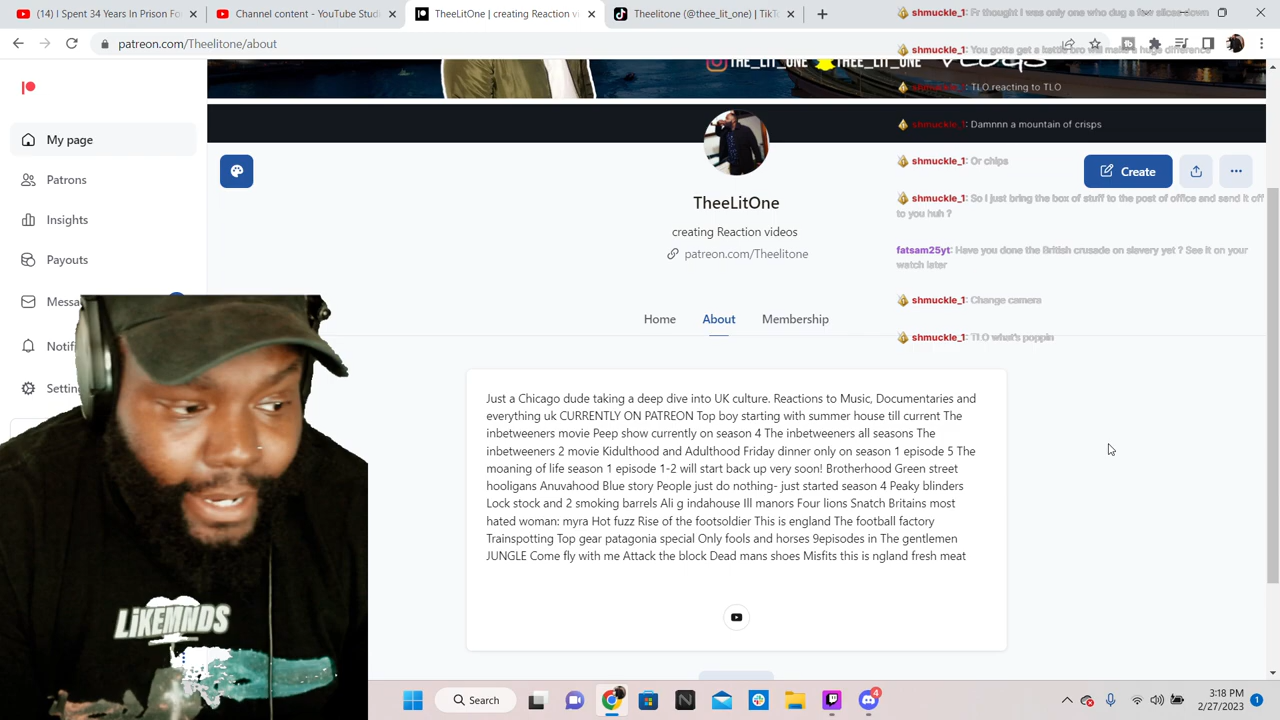 (14) I Spent 34 Years In Prison Fo
Channel content - YouTube Studi
TheeLitOne | creating Reaction v
Theelitone (@thee_lit_one) | TikT
patreon.com/Theelitone/about
THE_LIT_ONE THEE_LIT_ONE VLOGS
shmuckle_1: Fr thought I was only one who dug a few slices down
shmuckle_1: You gotta get a kettle bro will make a huge difference
shmuckle_1: TLO reacting to TLO
shmuckle_1: Damnnn a mountain of crisps
shmuckle_1: Or chips
shmuckle_1: So I just bring the box of stuff to the post of office and send it off
to you huh ?
fatsam25yt: Have you done the British crusade on slavery yet ? See it on your
watch later
shmuckle_1: Change camera
shmuckle_1: TLO what's poppin
My page
Patrons
Insights
Payouts
Messa
Notifi
Settin
Create
TheeLitOne
creating Reaction videos
patreon.com/Theelitone
Home About Membership
Just a Chicago dude taking a deep dive into UK culture. Reactions to Music, Documentaries and
everything uk CURRENTLY ON PATREON Top boy starting with summer house till current The
inbetweeners movie Peep show currently on season 4 The inbetweeners all seasons The
inbetweeners 2 movie Kidulthood and Adulthood Friday dinner only on season 1 episode 5 The
moaning of life season 1 episode 1-2 will start back up very soon! Brotherhood Green street
hooligans Anuvahood Blue story People just do nothing- just started season 4 Peaky blinders
Lock stock and 2 smoking barrels Ali g indahouse Ill manors Four lions Snatch Britains most
hated woman: myra Hot fuzz Rise of the footsoldier This is england The football factory
Trainspotting Top gear patagonia special Only fools and horses 9episodes in The gentlemen
JUNGLE Come fly with me Attack the block Dead mans shoes Misfits this is ngland fresh meat
LIKEMNDS
Search
4
3:18 PM
2/27/2023
1